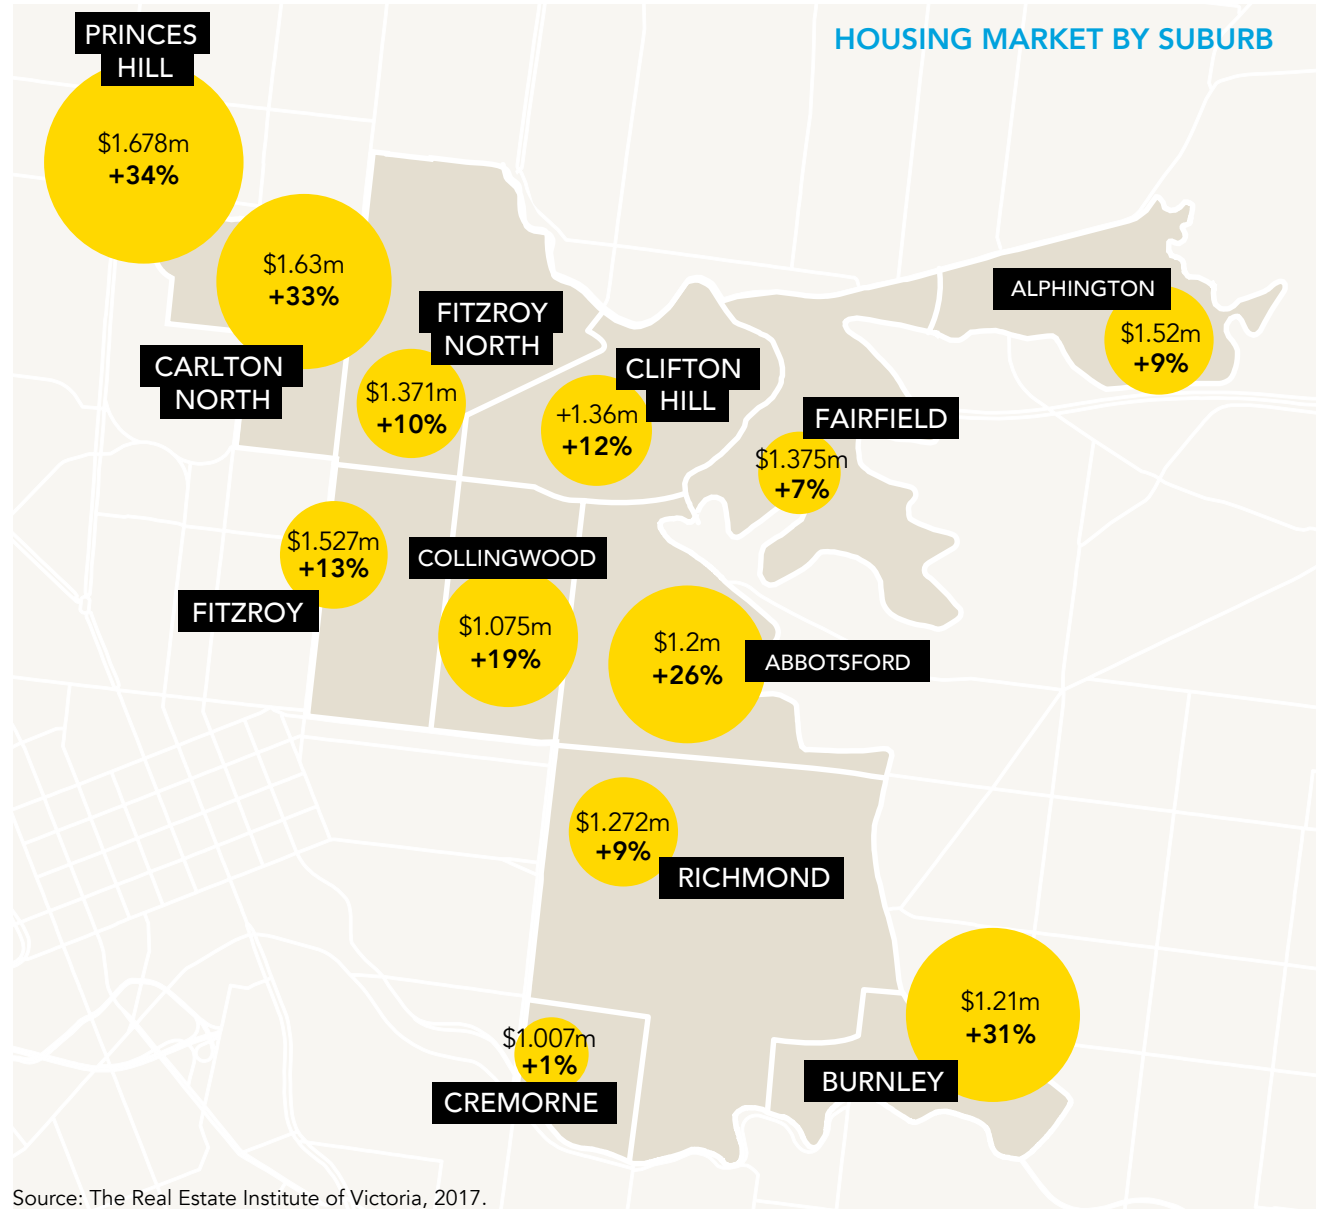 HOUSING MARKET BY SUBURB
PRINCES
HILL
$1.678m
+34%
$1.63m
+33%
CARLTON
NORTH
FITZROY
NORTH
$1.371m
+10%
CLIFTON
HILL
+1.36m
+12%
ALPHINGTON
$1.52m
+9%
FAIRFIELD
$1.375m
+7%
$1.527m
+13%
FITZROY
COLLINGWOOD
$1.075m
+19%
$1.2m
+26%
ABBOTSFORD
$1.272m
+9%
RICHMOND
$1.21m
+31%
BURNLEY
$1.007m
+1%
CREMORNE
Source: The Real Estate Institute of Victoria, 2017.